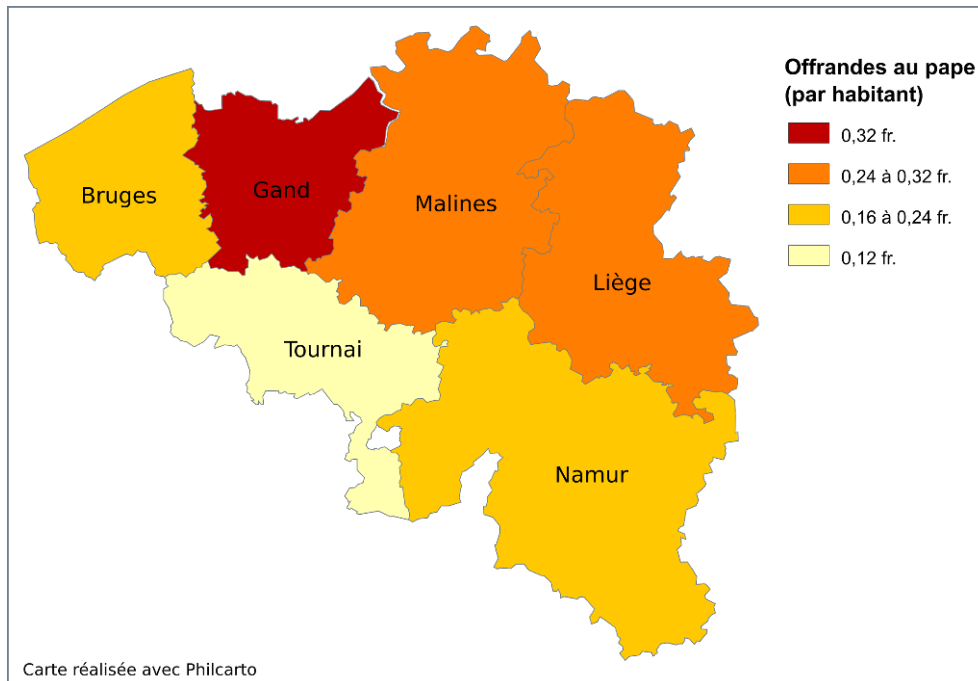 Offrandes au pape
(par habitant)
0,32 fr.
0,24 à 0,32 fr.
0,16 à 0,24 fr.
0,12 fr.
Bruges
Gand
Malines
Liège
Tournai
Namur
Carte réalisée avec Philcarto